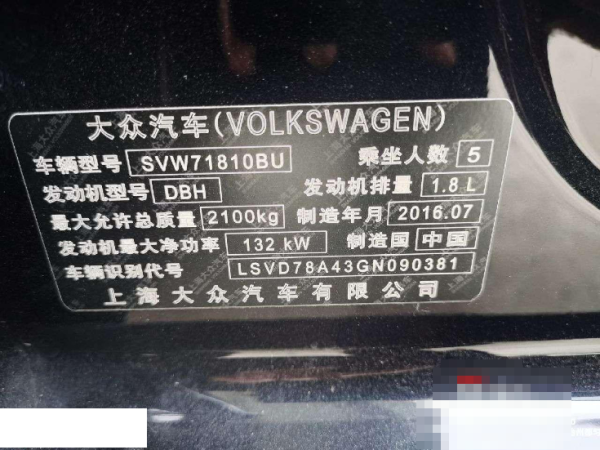 大众汽车(VOLKSWAGEN)
车辆型号 SVW71810BU 乘坐人数 5
发动机型号 DBH 发动机排量 1.8 L
最大允许总质量 2100kg 制造年月 2016.07
发动机最大净功率 132 kW 制造国 中国
车辆识别代号 LSVD78A43GN090381
上海大众汽车有限公司